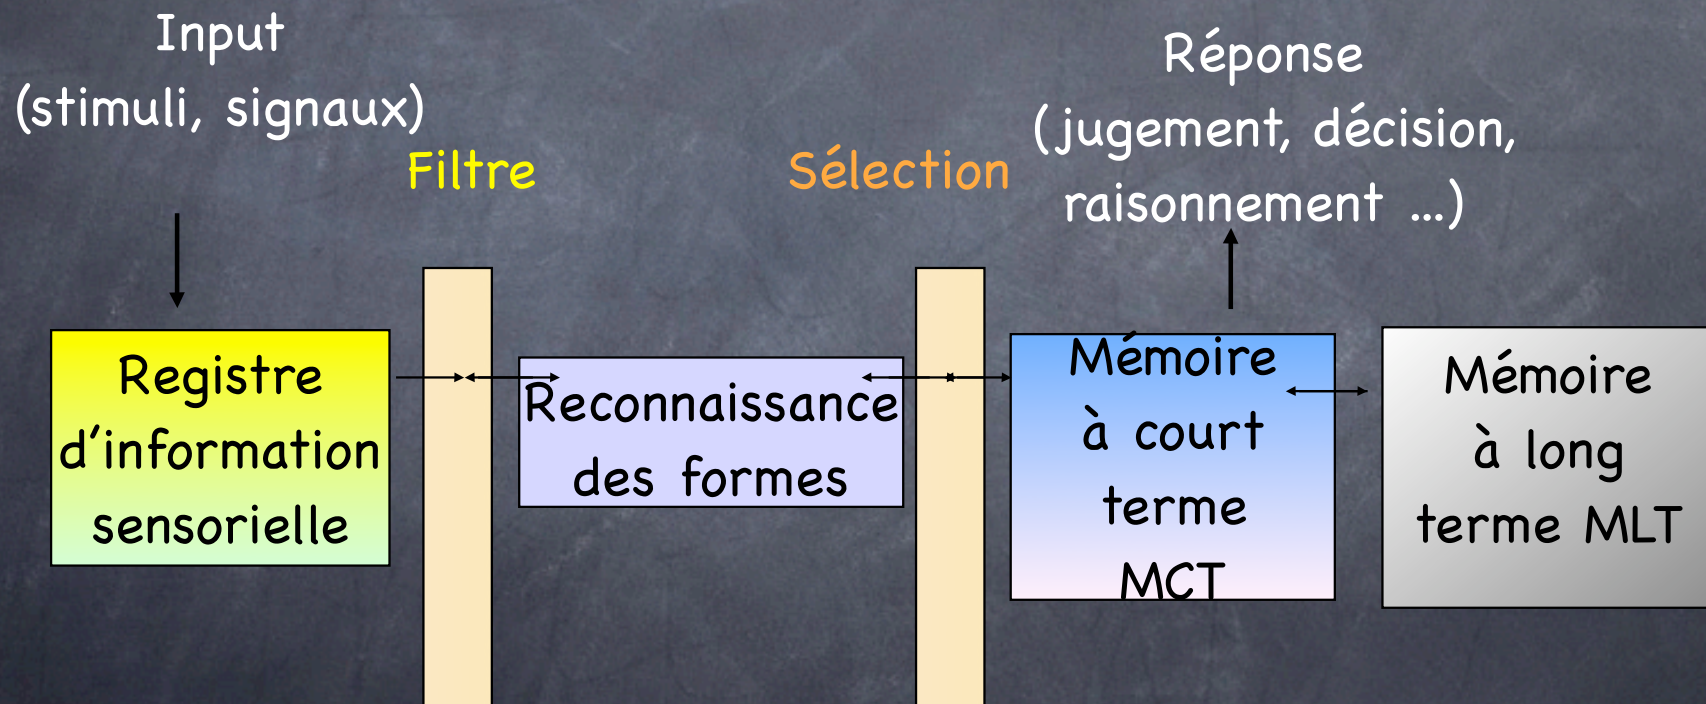 Input
(stimuli, signaux)
Filtre
Sélection
Réponse
(jugement, décision,
raisonnement ...)
Registre
d'information
sensorielle
Reconnaissance
des formes
Mémoire
à court
terme
MCT
Mémoire
à long
terme MLT